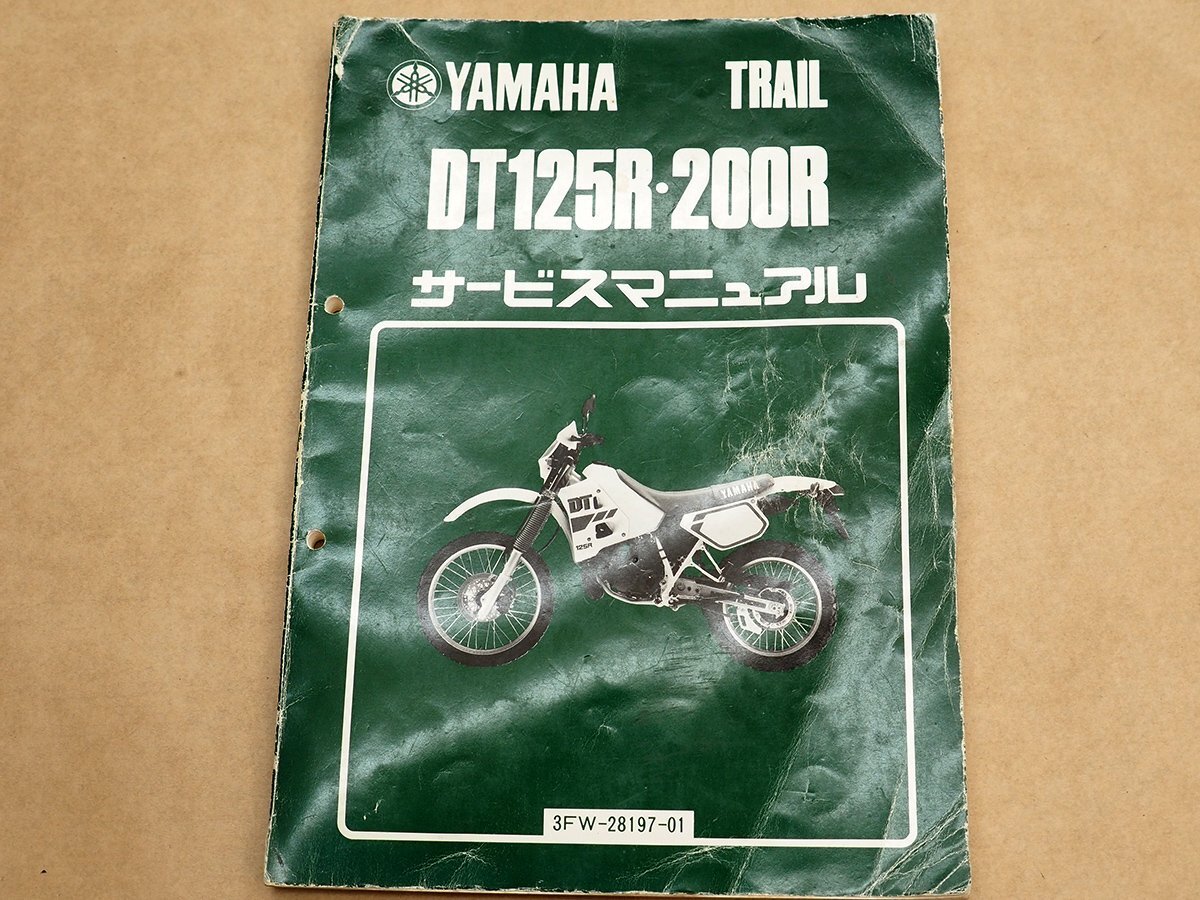 YAMAHA TRAIL
DT125R・200R
サービスマニュアル
YAMAHA
DT
125R
3FW-28197-01